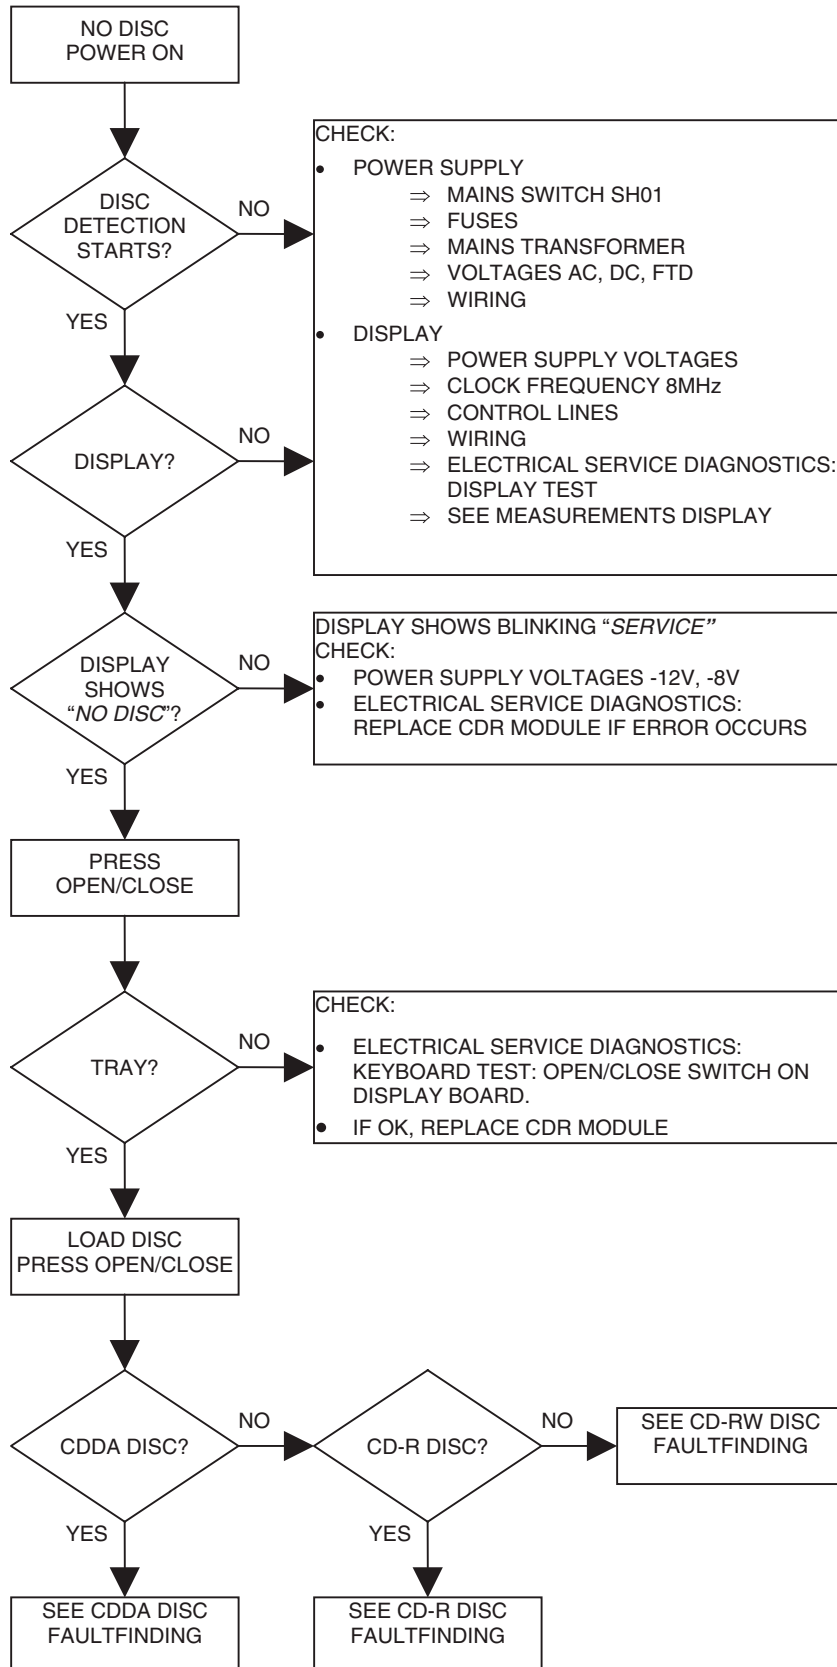 NO DISC
POWER ON
DISC
DETECTION
STARTS?
NO
YES
CHECK:
• POWER SUPPLY
⇒ MAINS SWITCH SH01
⇒ FUSES
⇒ MAINS TRANSFORMER
⇒ VOLTAGES AC, DC, FTD
⇒ WIRING
• DISPLAY
⇒ POWER SUPPLY VOLTAGES
⇒ CLOCK FREQUENCY 8MHz
⇒ CONTROL LINES
⇒ WIRING
⇒ ELECTRICAL SERVICE DIAGNOSTICS:
DISPLAY TEST
⇒ SEE MEASUREMENTS DISPLAY
DISPLAY?
NO
YES
DISPLAY
SHOWS
“NO DISC”?
NO
YES
DISPLAY SHOWS BLINKING “SERVICE”
CHECK:
• POWER SUPPLY VOLTAGES -12V, -8V
• ELECTRICAL SERVICE DIAGNOSTICS:
REPLACE CDR MODULE IF ERROR OCCURS
PRESS
OPEN/CLOSE
TRAY?
NO
YES
CHECK:
• ELECTRICAL SERVICE DIAGNOSTICS:
KEYBOARD TEST: OPEN/CLOSE SWITCH ON
DISPLAY BOARD.
• IF OK, REPLACE CDR MODULE
LOAD DISC
PRESS OPEN/CLOSE
CDDA DISC?
NO
YES
CD-R DISC?
NO
YES
SEE CD-RW DISC
FAULTFINDING
SEE CDDA DISC
FAULTFINDING
SEE CD-R DISC
FAULTFINDING